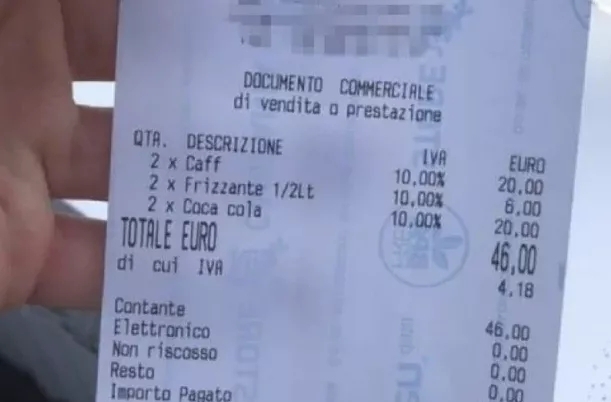 DOCUMENTO COMMERCIALE
di vendita o prestazione
QTA. DESCRIZIONE IVA EURO
2 x Caff 10,00% 20,00
2 x Frizzante 1/2Lt 10,00% 6,00
2 x Coca cola 10,00% 20,00
TOTALE EURO 46,00
di cui IVA 4,18
Contante 46,00
Elettronico 0,00
Non riscosso 0,00
Resto 0,00
Importo Pagato